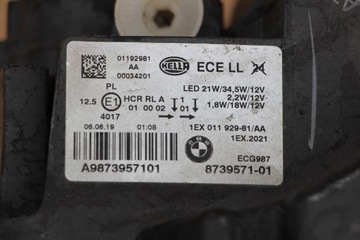 01192981
AA
00034201
HELLA
ECE LL
PL
12.5
E1
4017
HCR RL A
01 00 02
01
LED 21W/34,5W/12V
2,2W/12V
1,8W/18W/12V
06.06.19 01:08
1EX 011 929-81/AA
1EX.2021
ECG987
A9873957101
8739571-01